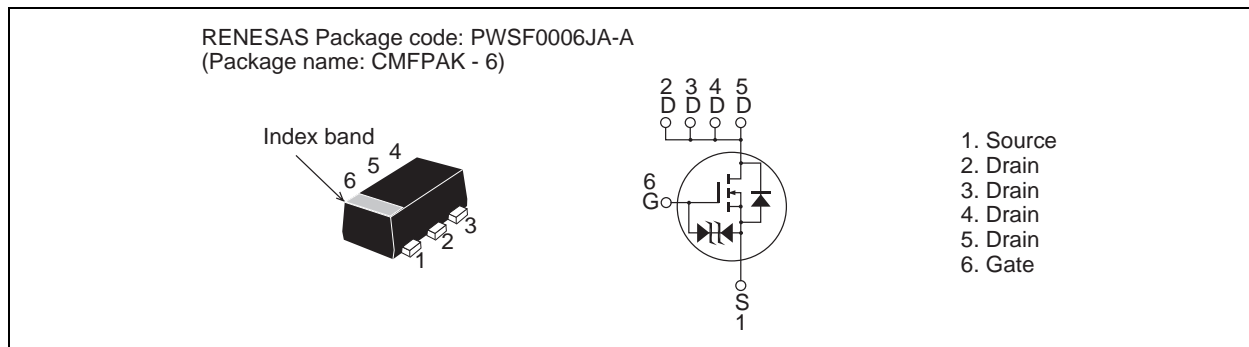 RENESAS Package code: PWSF0006JA-A
(Package name: CMFPAK - 6)
Index band
6 5 4
1 2 3
2 3 4 5
D D D D
6
G
S
1
1. Source
2. Drain
3. Drain
4. Drain
5. Drain
6. Gate